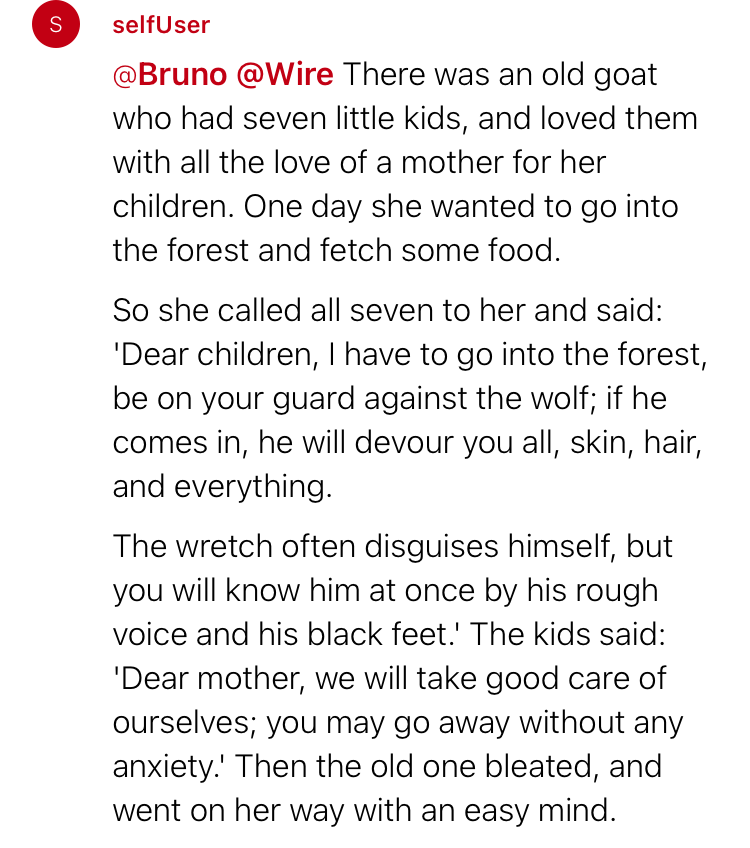 S
selfUser
@Bruno @Wire There was an old goat
who had seven little kids, and loved them
with all the love of a mother for her
children. One day she wanted to go into
the forest and fetch some food.
So she called all seven to her and said:
'Dear children, I have to go into the forest,
be on your guard against the wolf; if he
comes in, he will devour you all, skin, hair,
and everything.
The wretch often disguises himself, but
you will know him at once by his rough
voice and his black feet.' The kids said:
'Dear mother, we will take good care of
ourselves; you may go away without any
anxiety.' Then the old one bleated, and
went on her way with an easy mind.